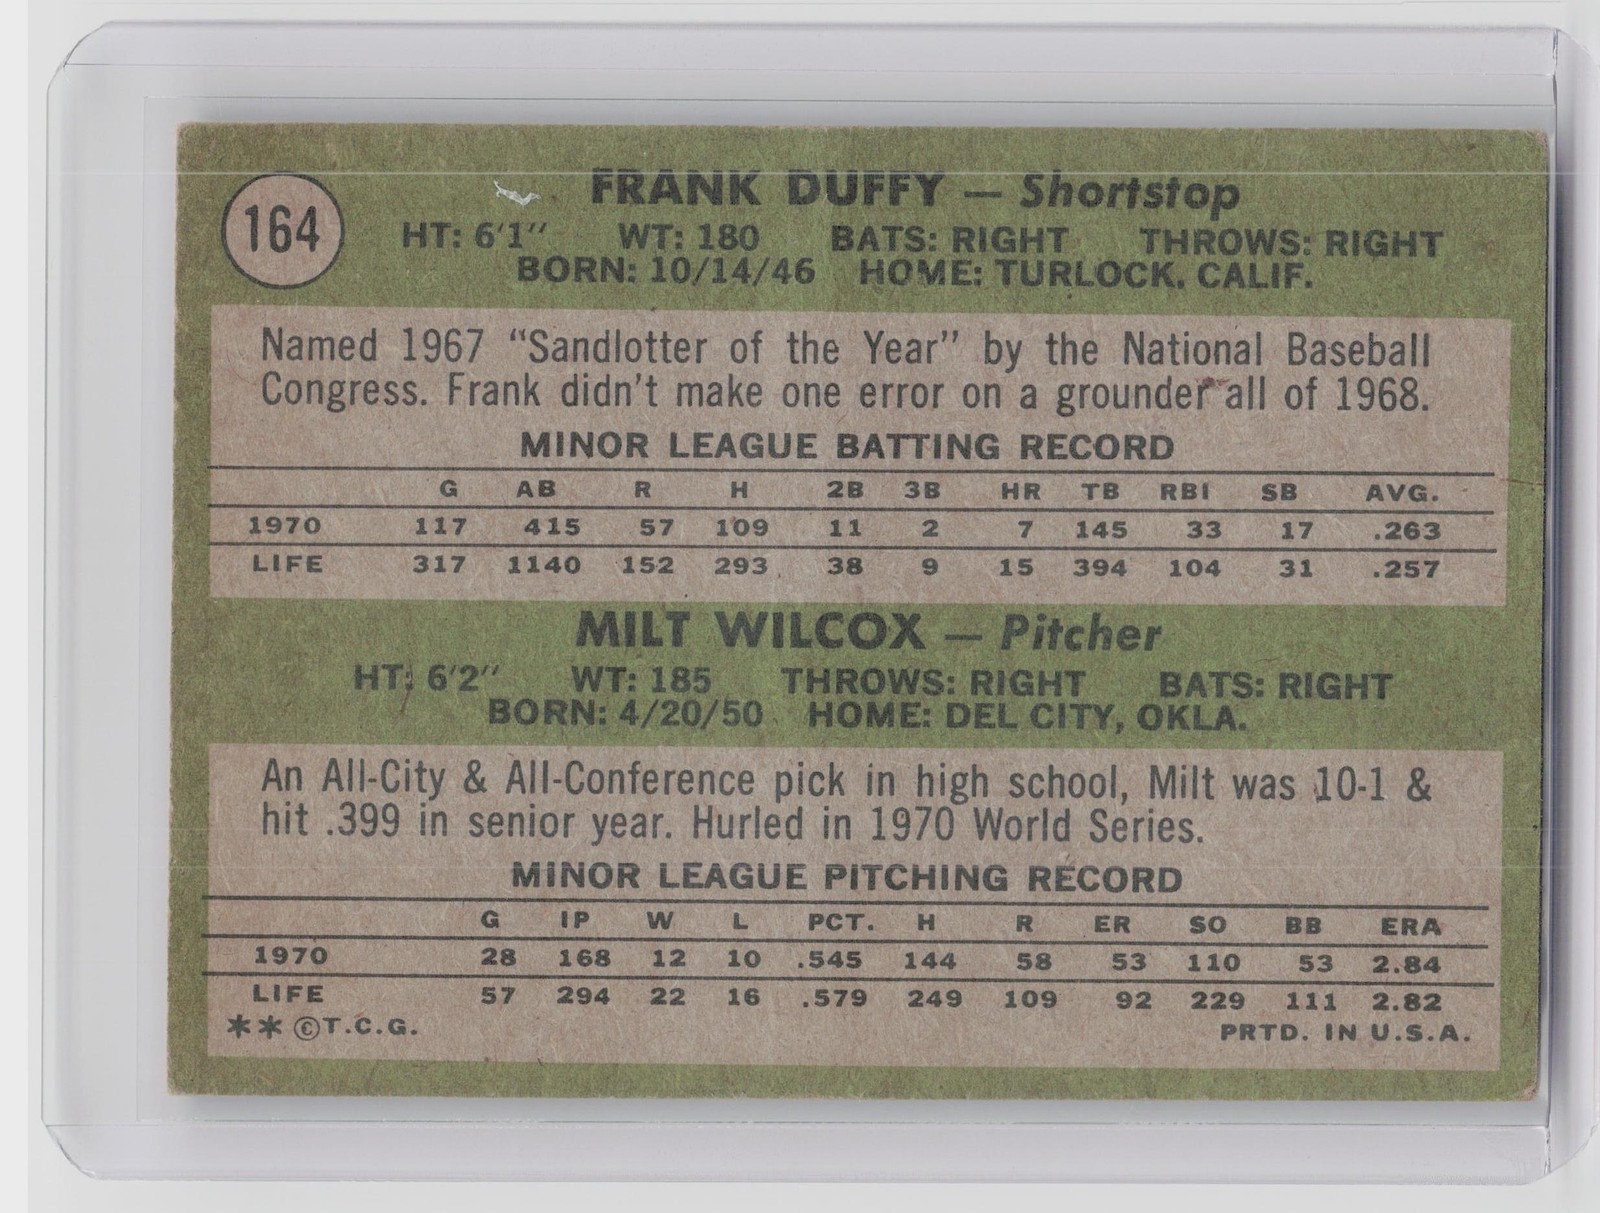 164
FRANK DUFFY — Shortstop
HT: 6'1" WT: 180 BATS: RIGHT THROWS: RIGHT
BORN: 10/14/46 HOME: TURLOCK, CALIF.
Named 1967 "Sandlotter of the Year" by the National Baseball
Congress. Frank didn't make one error on a grounder all of 1968.
MINOR LEAGUE BATTING RECORD
G AB R H 2B 3B HR TB RBI SB AVG.
1970 117 415 57 109 11 2 7 145 33 17 .263
LIFE 317 1140 152 293 38 9 15 394 104 31 .257
MILT WILCOX — Pitcher
HT: 6'2" WT: 185 THROWS: RIGHT BATS: RIGHT
BORN: 4/20/50 HOME: DEL CITY, OKLA.
An All-City & All-Conference pick in high school, Milt was 10-1 &
hit .399 in senior year. Hurled in 1970 World Series.
MINOR LEAGUE PITCHING RECORD
G IP W L PCT. H R ER SO BB ERA
1970 28 168 12 10 .545 144 58 53 110 53 2.84
LIFE 57 294 22 16 .579 249 109 92 229 111 2.82
**©T.C.G. PRTD. IN U.S.A.